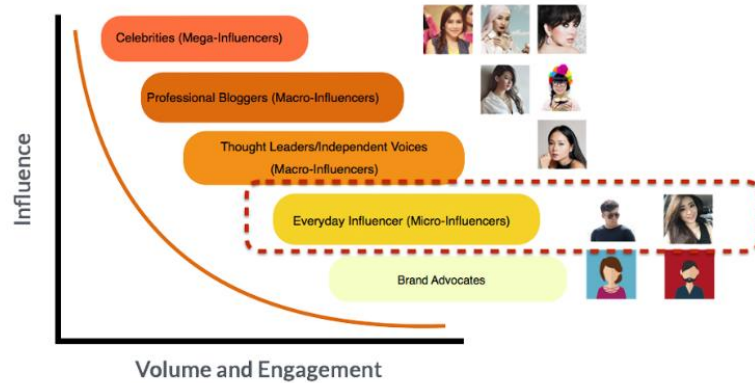 Celebrities (Mega-Influencers)
Professional Bloggers (Macro-Influencers)
Thought Leaders/Independent Voices
(Macro-Influencers)
Everyday Influencer (Micro-Influencers)
Brand Advocates
Influence
Volume and Engagement